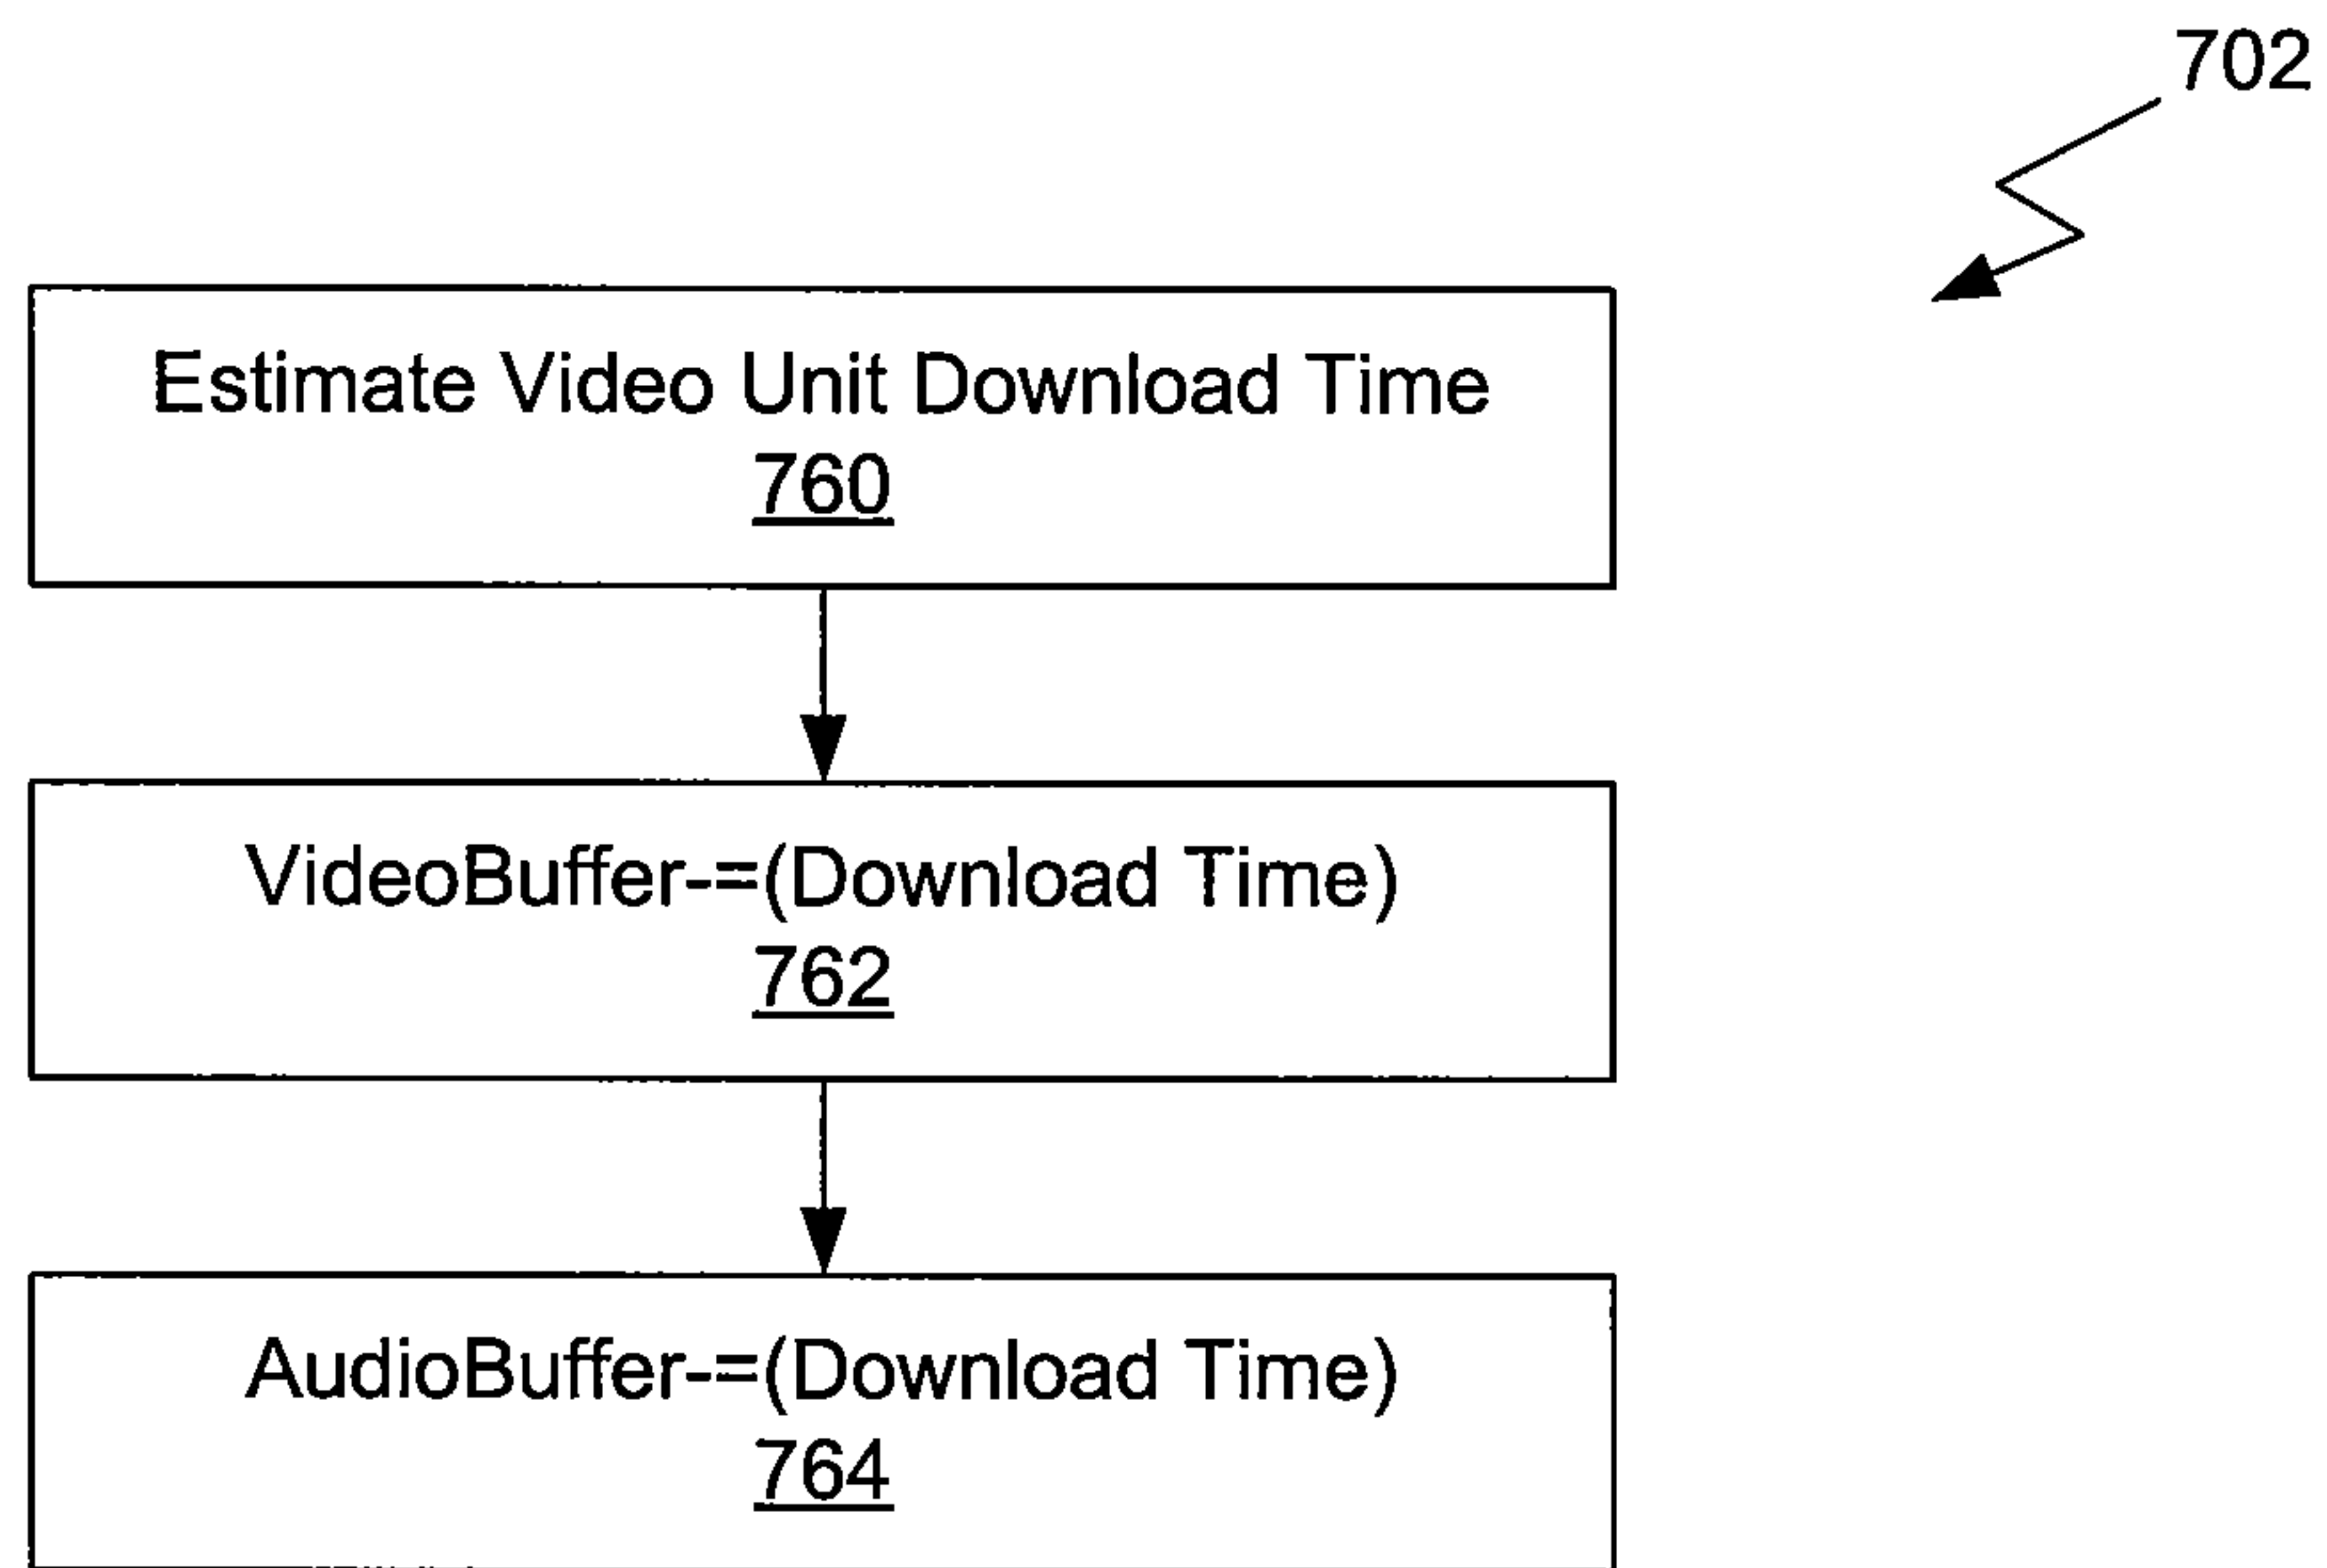 702
Estimate Video Unit Download Time
760
VideoBuffer-=(Download Time)
762
AudioBuffer-=(Download Time)
764